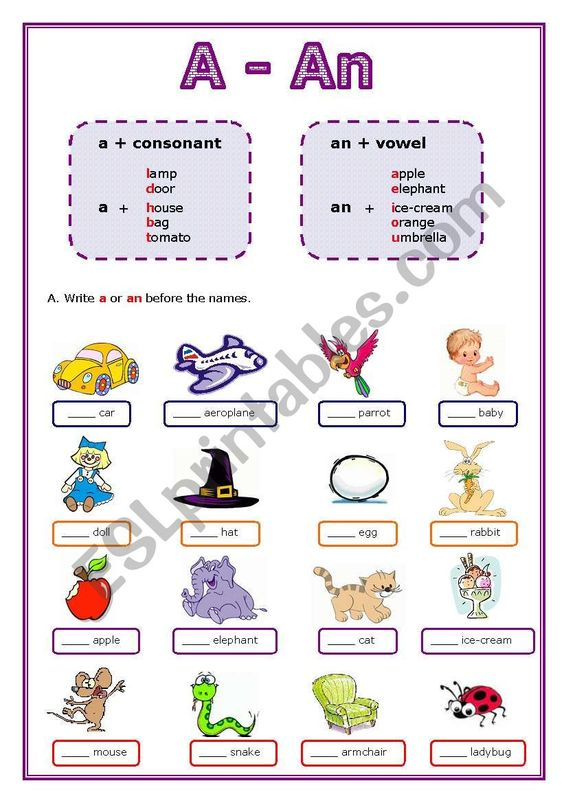 A - An
a + consonant
lamp
door
a + house
bag
tomato
an + vowel
apple
elephant
an + ice-cream
orange
umbrella
A. Write a or an before the names.
_____ car
_____ aeroplane
_____ parrot
_____ baby
_____ doll
_____ hat
_____ egg
_____ rabbit
_____ apple
_____ elephant
_____ cat
_____ ice-cream
_____ mouse
_____ snake
_____ armchair
_____ ladybug
ESLprintables.com